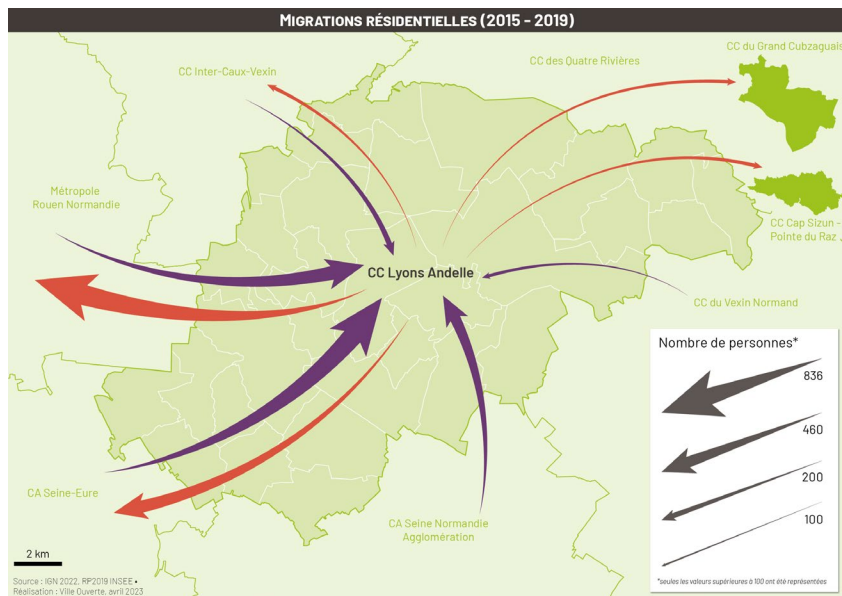 MIGRATIONS RÉSIDENTIELLES (2015 - 2019)
CC du Grand Cubzaguais
CC des Quatre Rivières
CC Inter-Caux-Vexin
Métropole
Rouen Normandie
CC Cap Sizun -
Pointe du Raz
CC Lyons Andelle
CC du Vexin Normand
Nombre de personnes*
836
460
200
100
*seules les valeurs supérieures à 100 ont été représentées
CA Seine-Eure
CA Seine Normandie
Agglomération
2 km
Source : IGN 2022, RP2019 INSEE •
Réalisation : Ville Ouverte, avril 2023